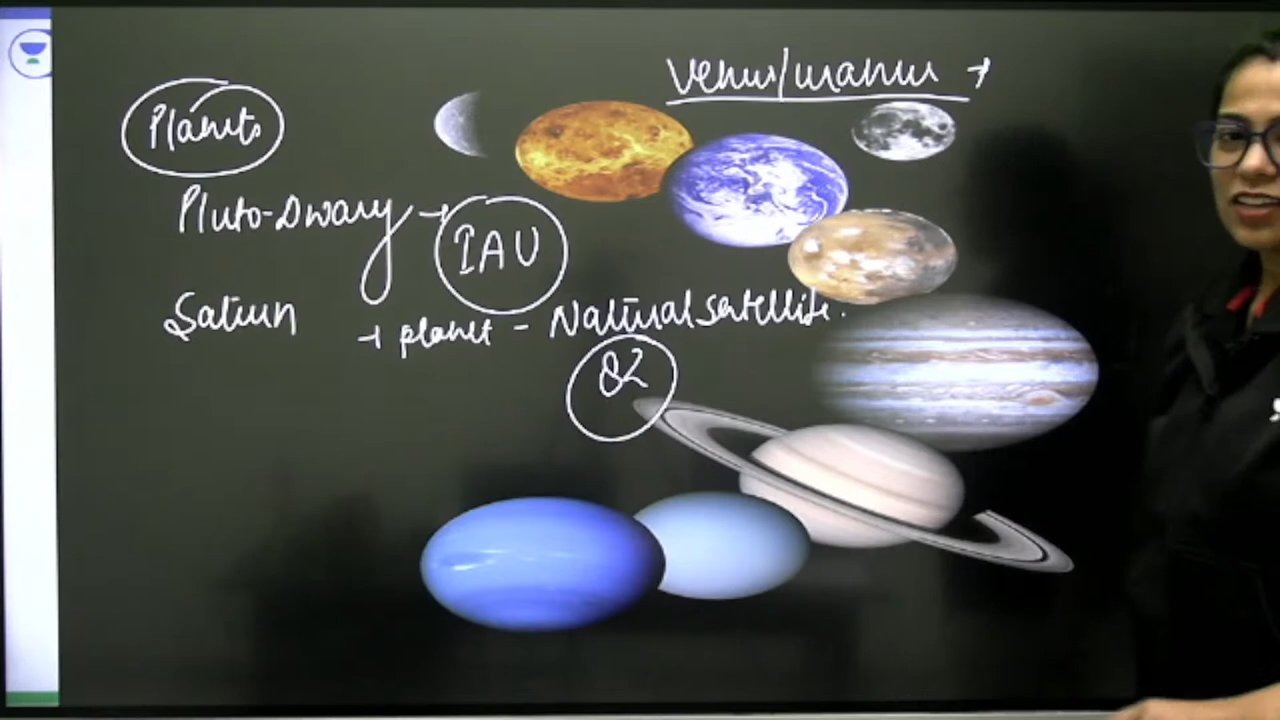 Venus/uranus →
Planets
Pluto-Dwarf → IAU
Saturn → planet - Natural satellite.
82